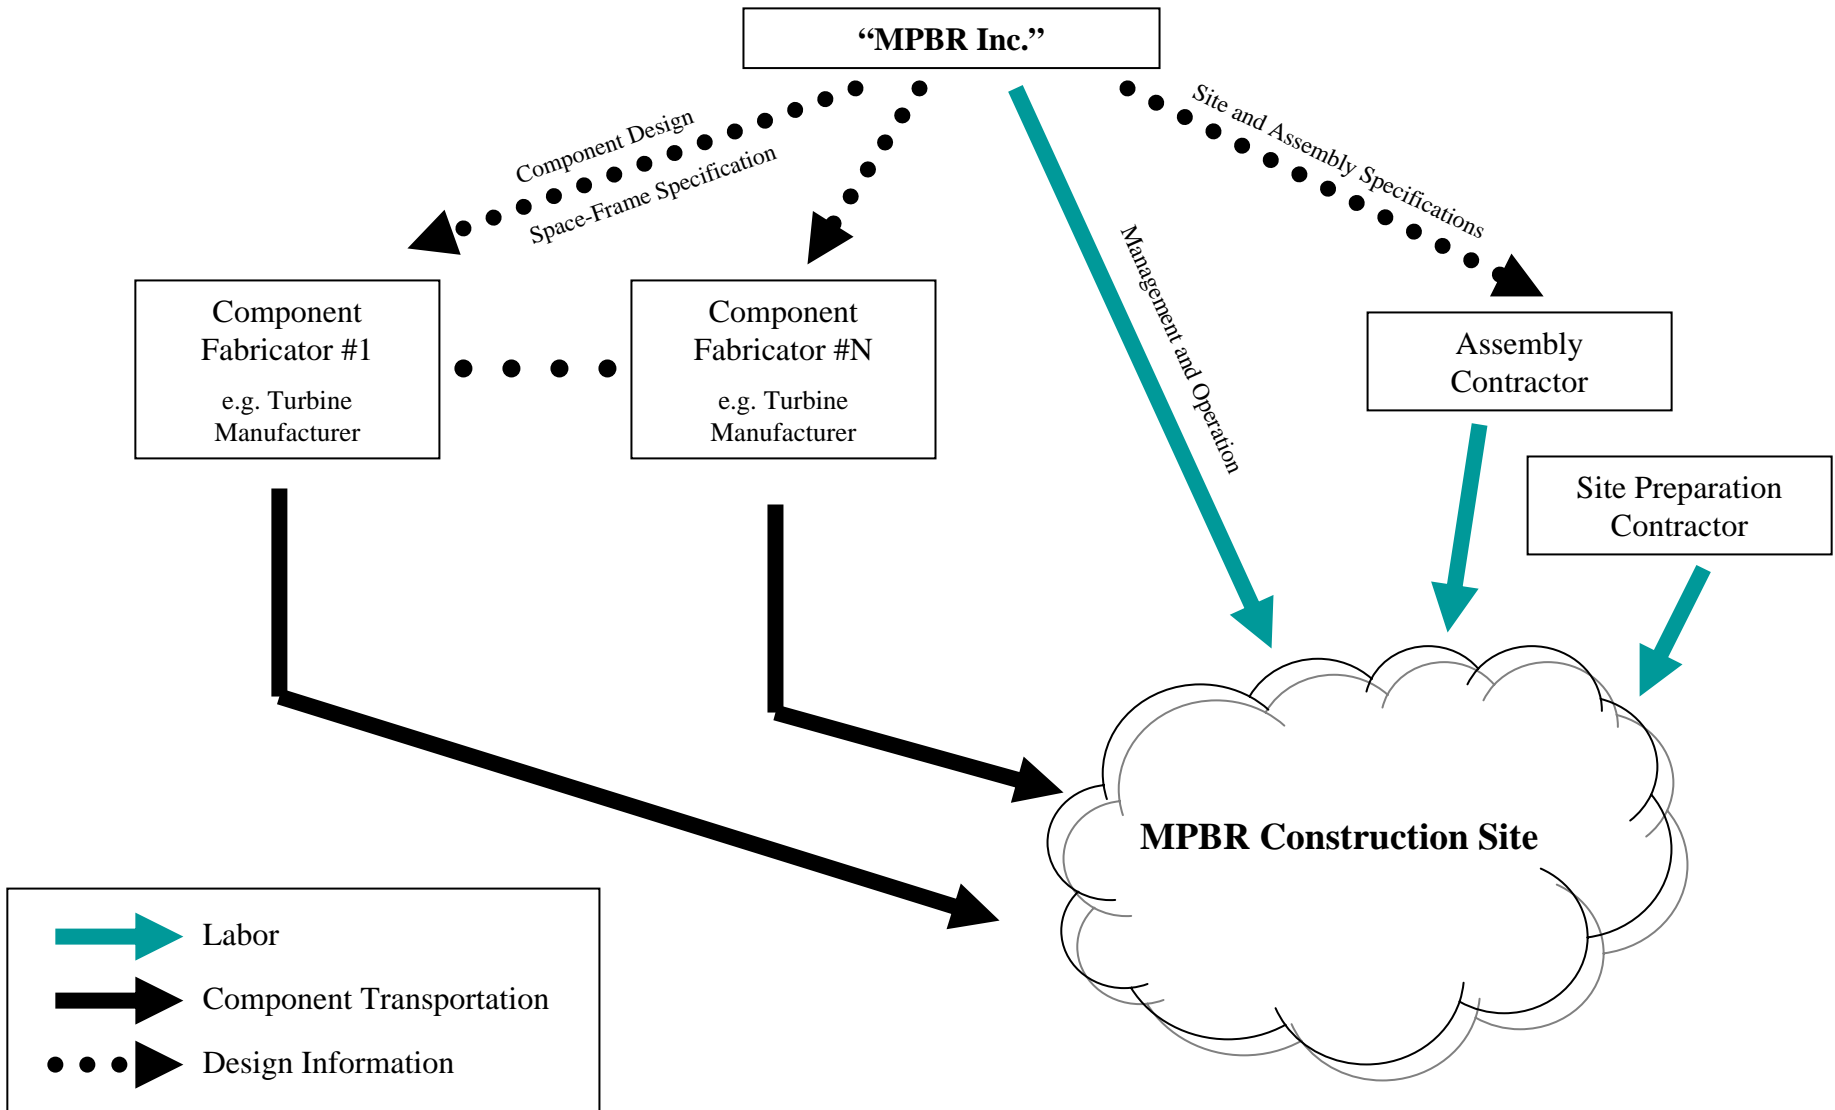 “MPBR Inc.”
Component Design
Space-Frame Specification
Site and Assembly Specifications
Management and Operation
Component
Fabricator #1
e.g. Turbine
Manufacturer
Component
Fabricator #N
e.g. Turbine
Manufacturer
Assembly
Contractor
Site Preparation
Contractor
MPBR Construction Site
Labor
Component Transportation
Design Information